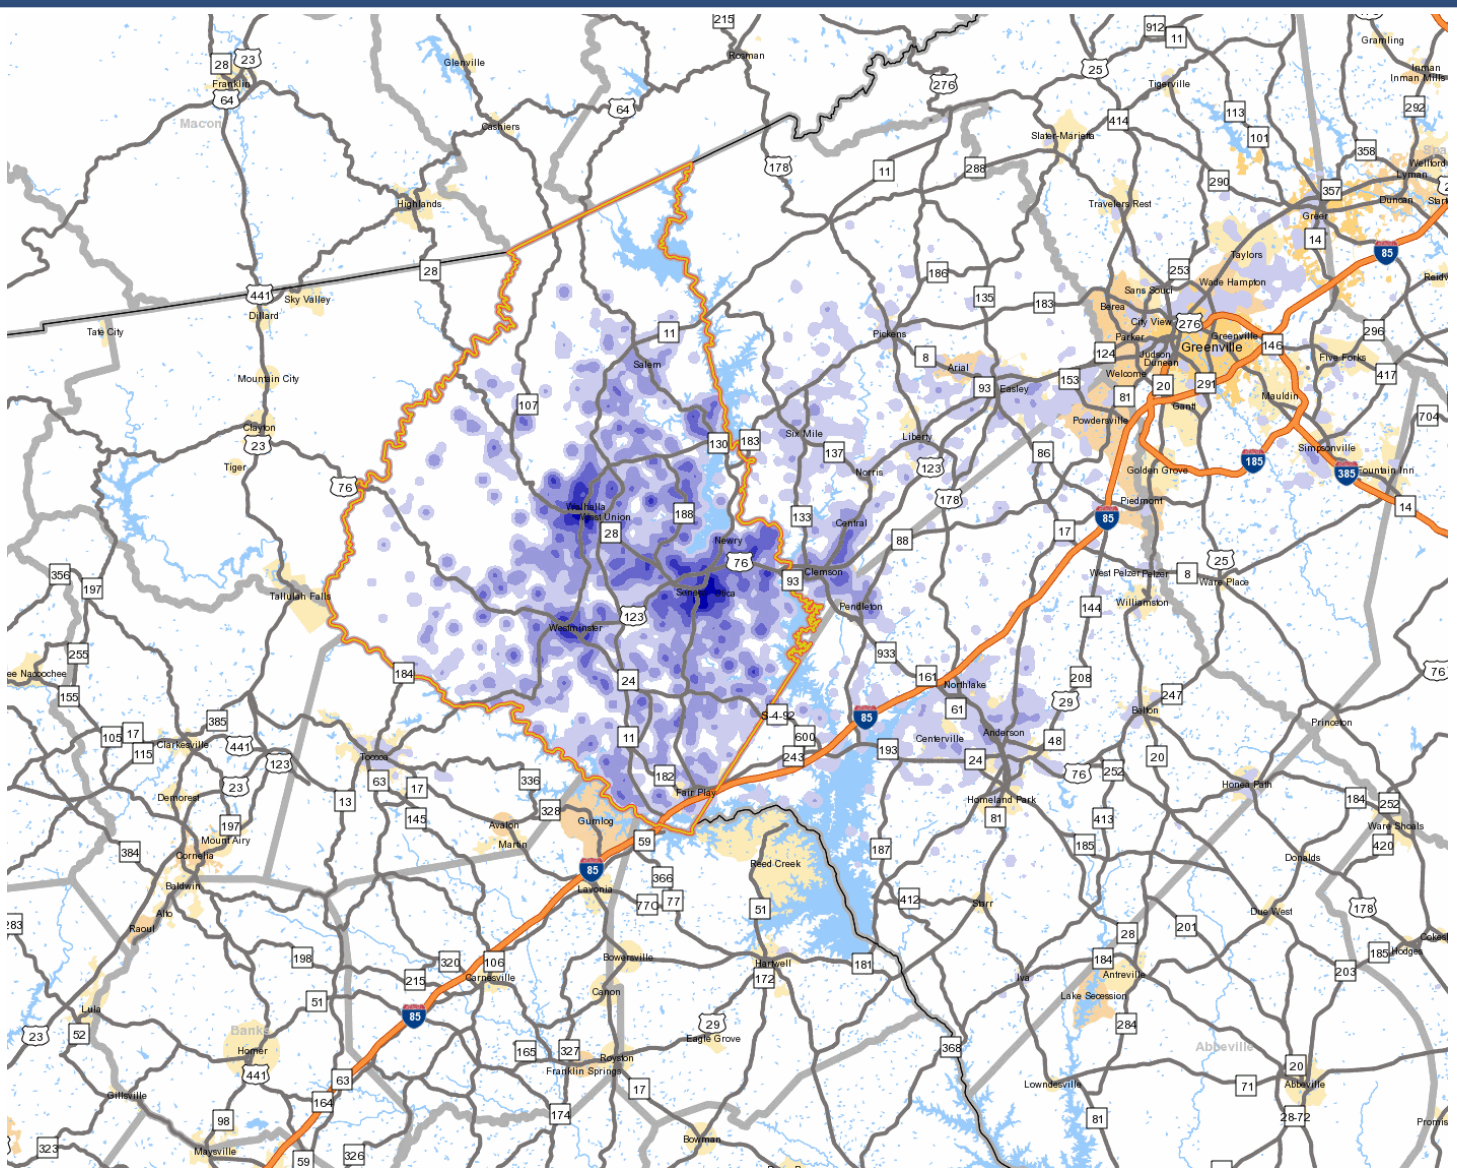 215
912
11
Gramling
28
23
Rosman
Glenville
25
Inman
Inman Mills
Franklin
276
Tigerville
64
64
292
113
414
Macon
Cashiers
Slater-Marietta
101
358
178
11
288
Wellford
Lyman
290
357
Duncan
Highlands
Travelers Rest
Greer
14
85
Taylors
28
186
253
Wade Hampton
441
Sky Valley
135
183
Sans Souci
Berea
Dillard
City View
276
Tate City
11
Pickens
Parker
Greenville
296
Greenville
146
8
124
Judson
Five Forks
Salem
Arial
Dunean
Mountain City
Welcome
417
93
Easley
153
20
291
107
81
Mauldin
Gantt
704
Clayton
Powdersville
Six Mile
Liberty
23
130
183
137
86
Simpsonville
185
Tiger
123
Norris
Golden Grove
385
Fountain Inn
76
178
Piedmont
Walhalla
188
133
85
14
West Union
Central
28
17
Newry
88
76
25
356
Clemson
West Pelzer
Pelzer
8
Ware Place
197
93
Seneca
Utica
Tallulah Falls
Pendleton
144
Williamston
123
Westminster
255
933
184
161
208
76
24
Northlake
155
247
29
61
Belton
S-4-92
85
385
Princeton
105
17
11
600
Anderson
Centerville
48
Clarkesville
441
193
115
243
24
20
Toccoa
123
76
252
182
63
336
Honea Path
23
17
Fair Play
Demorest
Homeland Park
184
252
13
328
145
Gumlog
81
413
197
Avalon
Ware Shoals
Mount Airy
59
Martin
185
420
384
187
Cornelia
Reed Creek
Donalds
85
366
Baldwin
Lavonia
412
77
Starr
51
178
Alto
Due West
283
201
Raoul
28
185
Hodges
198
320
106
Bowersville
184
Hartwell
181
203
215
Carnesville
172
Iva
Antreville
Canon
51
Lake Secession
Lula
85
29
284
52
23
Banks
Eagle Grove
368
Abbeville
Homer
165
327
Royston
20
Franklin Springs
441
63
Lowndesville
71
Abbeville
17
Gillsville
164
174
81
28-72
98
Bowman
323
Maysville
326
59